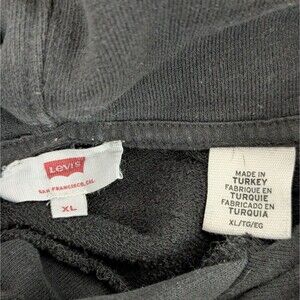 Levi's
SAN FRANCISCO, CAL.
XL
MADE IN
TURKEY
FABRIQUE EN
TURQUIE
FABRICADO EN
TURQUIA
XL/TG/EG